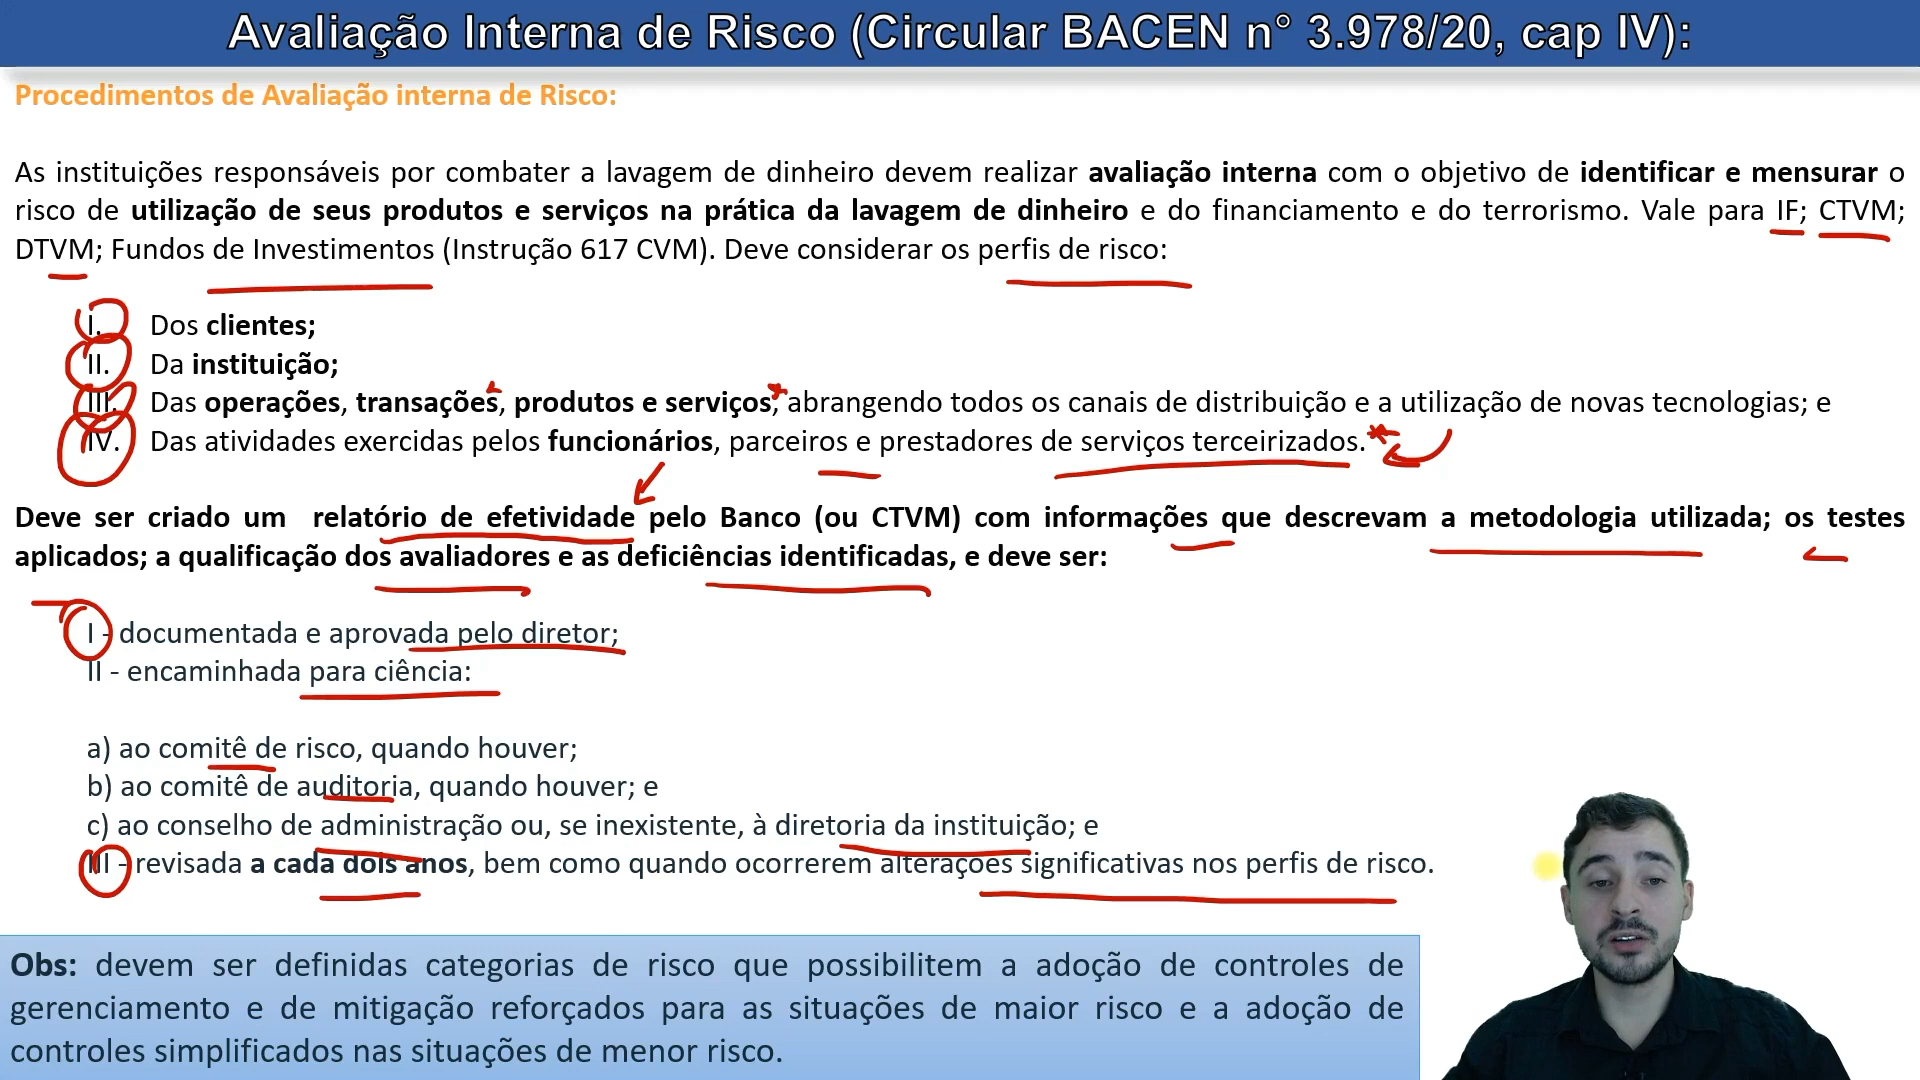 Avaliação Interna de Risco (Circular BACEN n° 3.978/20, cap IV):
Procedimentos de Avaliação interna de Risco:
As instituições responsáveis por combater a lavagem de dinheiro devem realizar avaliação interna com o objetivo de identificar e mensurar o
risco de utilização de seus produtos e serviços na prática da lavagem de dinheiro e do financiamento e do terrorismo. Vale para IF; CTVM;
DTVM; Fundos de Investimentos (Instrução 617 CVM). Deve considerar os perfis de risco:
I. Dos clientes;
II. Da instituição;
III. Das operações, transações, produtos e serviços, abrangendo todos os canais de distribuição e a utilização de novas tecnologias; e
IV. Das atividades exercidas pelos funcionários, parceiros e prestadores de serviços terceirizados.
Deve ser criado um relatório de efetividade pelo Banco (ou CTVM) com informações que descrevam a metodologia utilizada; os testes
aplicados; a qualificação dos avaliadores e as deficiências identificadas, e deve ser:
I - documentada e aprovada pelo diretor;
II - encaminhada para ciência:
a) ao comitê de risco, quando houver;
b) ao comitê de auditoria, quando houver; e
c) ao conselho de administração ou, se inexistente, à diretoria da instituição; e
III - revisada a cada dois anos, bem como quando ocorrerem alterações significativas nos perfis de risco.
Obs: devem ser definidas categorias de risco que possibilitem a adoção de controles de
gerenciamento e de mitigação reforçados para as situações de maior risco e a adoção de
controles simplificados nas situações de menor risco.